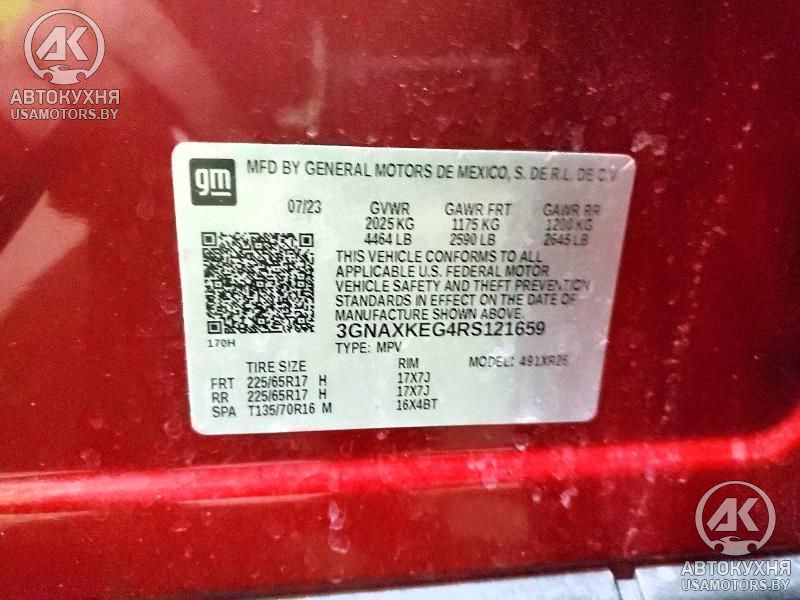 AK
АВТОКУХНЯ
USAMOTORS.BY
gm
MFD BY GENERAL MOTORS DE MEXICO, S. DE R.L. DE C.V
07/23 GVWR GAWR FRT GAWR RR
2025 KG 1175 KG 1200 KG
4464 LB 2590 LB 2645 LB
THIS VEHICLE CONFORMS TO ALL
APPLICABLE U.S. FEDERAL MOTOR
VEHICLE SAFETY AND THEFT PREVENTION
STANDARDS IN EFFECT ON THE DATE OF
MANUFACTURE SHOWN ABOVE.
170H
3GNAXKEG4RS121659
TYPE: MPV MODEL: 491XR26
TIRE SIZE RIM
FRT 225/65R17 H 17X7J
RR 225/65R17 H 17X7J
SPA T135/70R16 M 16X4BT
AK
АВТОКУХНЯ
USAMOTORS.BY